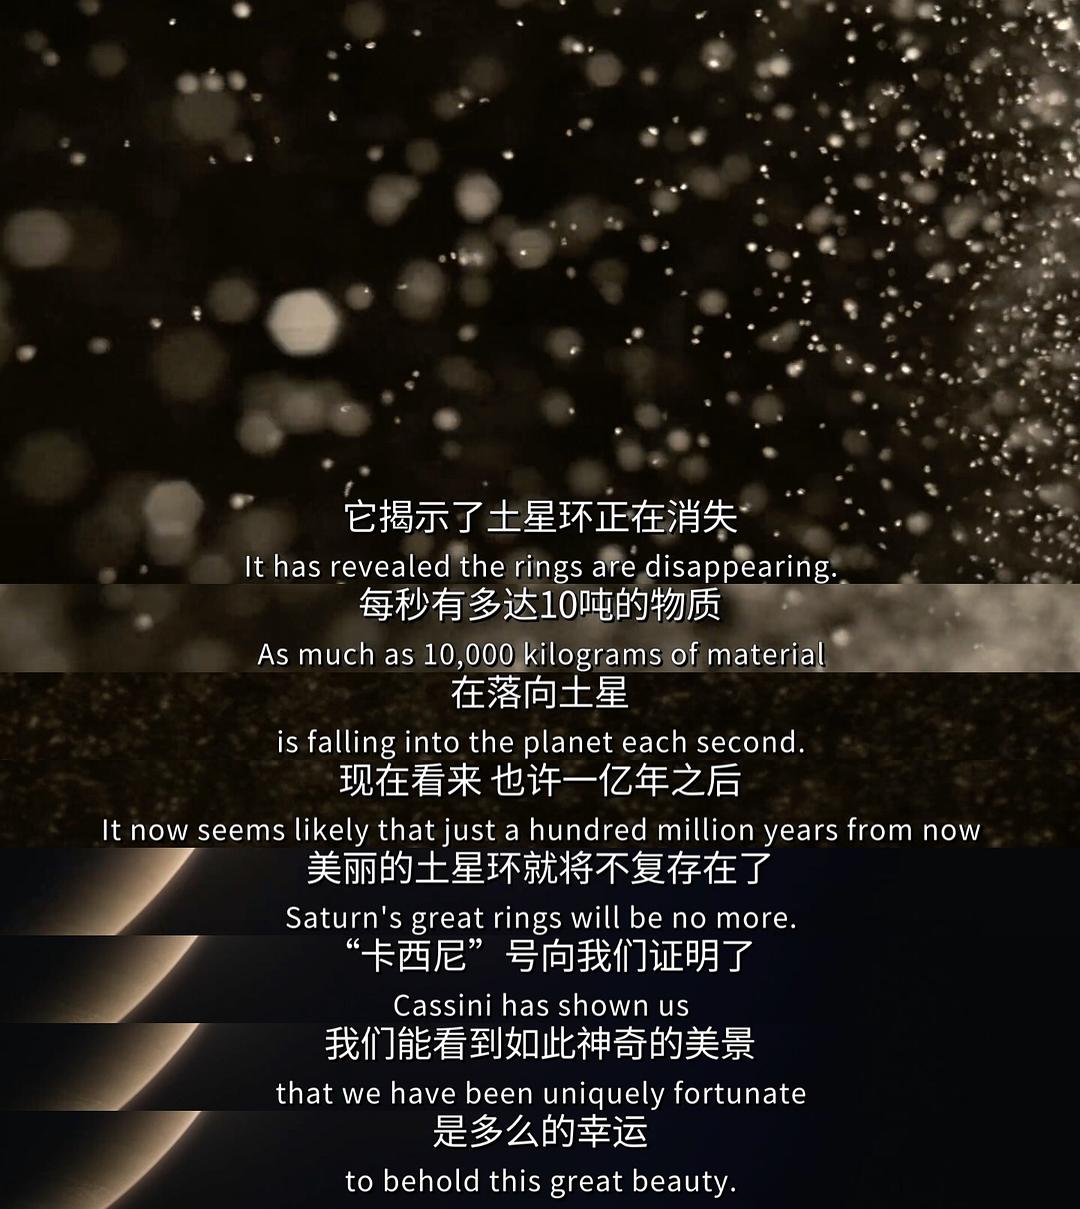 它揭示了土星环正在消失
It has revealed the rings are disappearing.
每秒有多达10吨的物质
As much as 10,000 kilograms of material
在落向土星
is falling into the planet each second.
现在看来 也许一亿年之后
It now seems likely that just a hundred million years from now
美丽的土星环就将不复存在了
Saturn's great rings will be no more.
“卡西尼”号向我们证明了
Cassini has shown us
我们能看到如此神奇的美景
that we have been uniquely fortunate
是多么的幸运
to behold this great beauty.